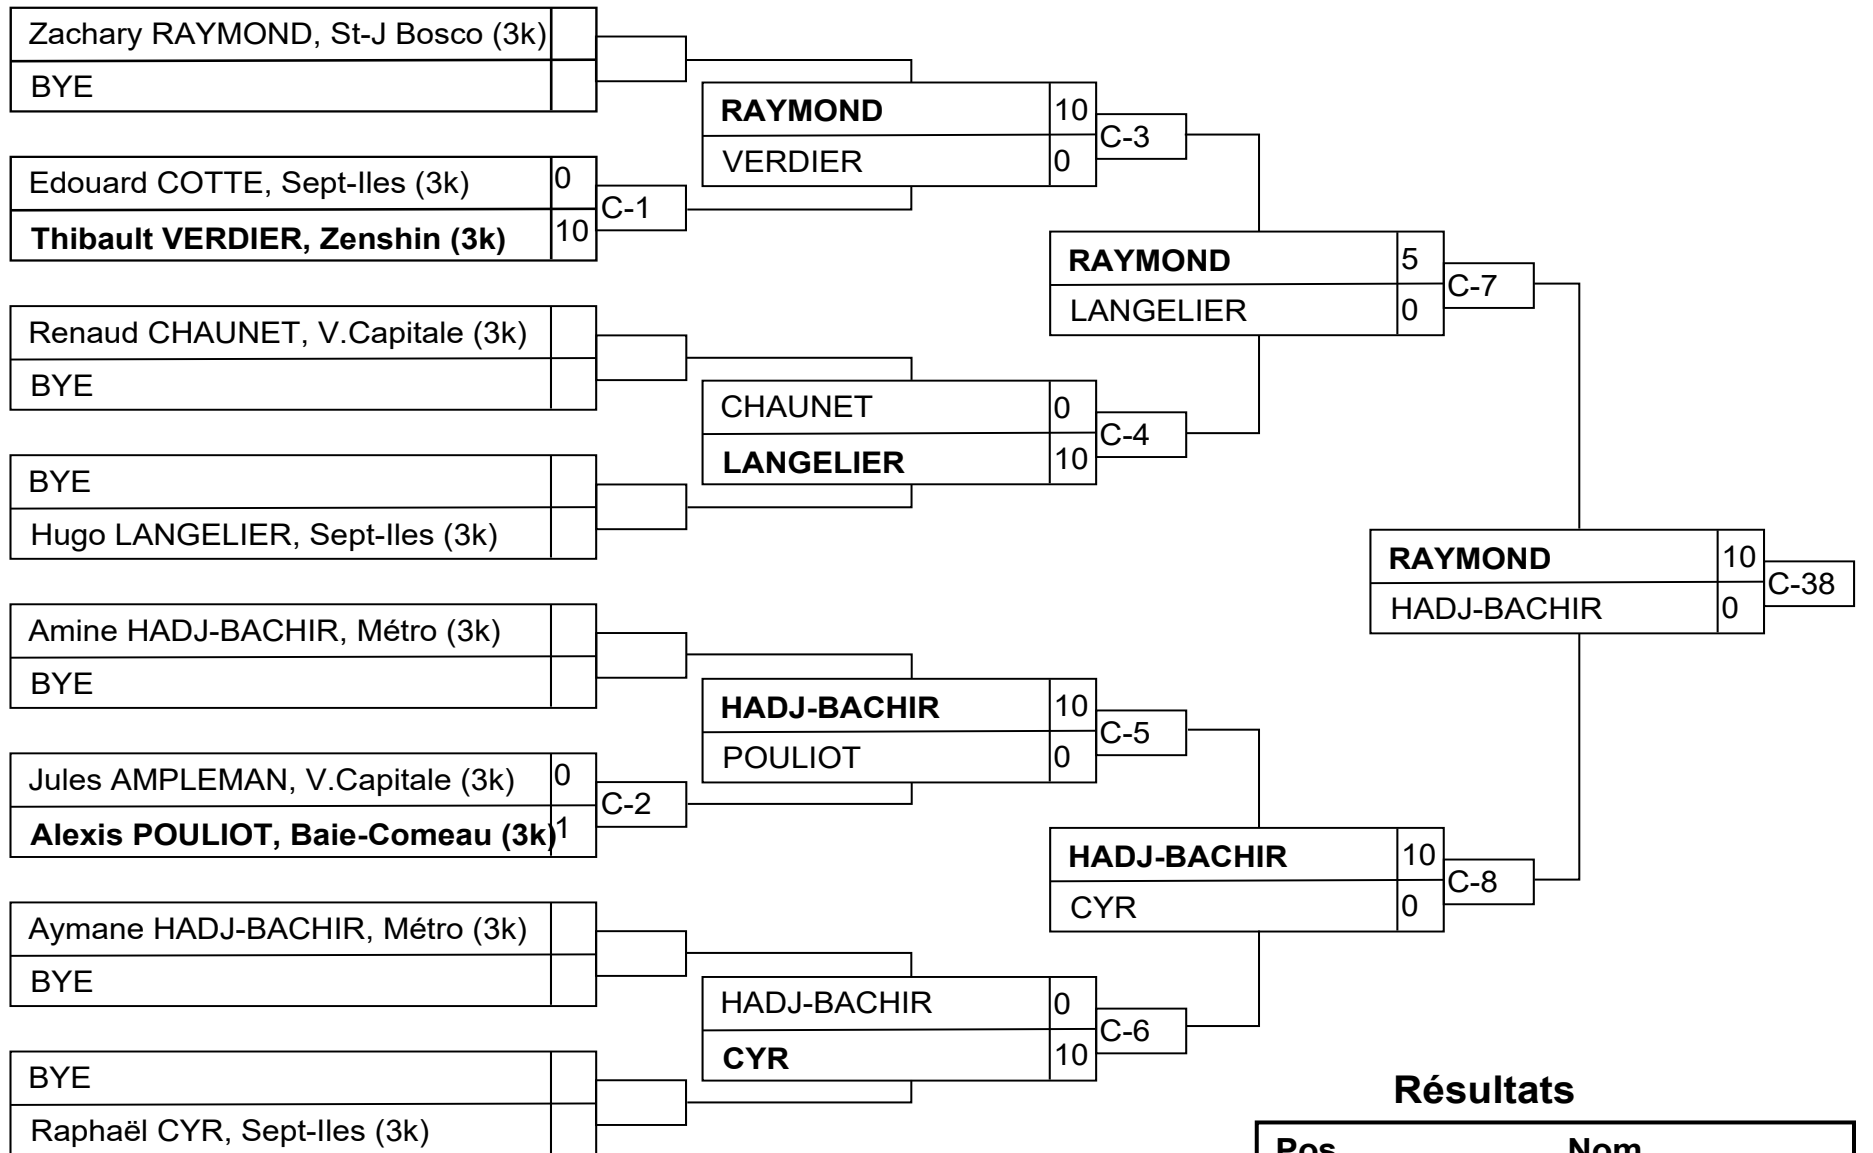 Zachary RAYMOND, St-J Bosco (3k)
BYE
Edouard COTTE, Sept-Iles (3k) 0
Thibault VERDIER, Zenshin (3k) 10
C-1
Renaud CHAUNET, V.Capitale (3k)
BYE
BYE
Hugo LANGELIER, Sept-Iles (3k)
Amine HADJ-BACHIR, Métro (3k)
BYE
Jules AMPLEMAN, V.Capitale (3k) 0
Alexis POULIOT, Baie-Comeau (3k) 1
C-2
Aymane HADJ-BACHIR, Métro (3k)
BYE
BYE
Raphaël CYR, Sept-Iles (3k)
RAYMOND 10
VERDIER 0
C-3
CHAUNET 0
LANGELIER 10
C-4
HADJ-BACHIR 10
POULIOT 0
C-5
HADJ-BACHIR 0
CYR 10
C-6
RAYMOND 5
LANGELIER 0
C-7
HADJ-BACHIR 10
CYR 0
C-8
RAYMOND 10
HADJ-BACHIR 0
C-38
Résultats
Pos Nom